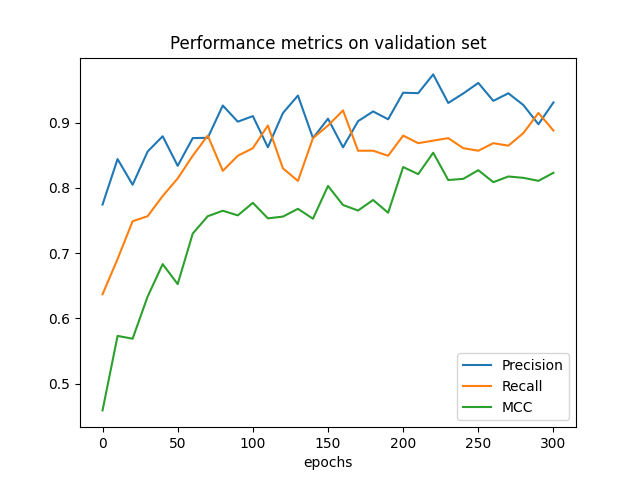 Performance metrics on validation set
0.9
0.8
0.7
0.6
0.5
Precision
Recall
MCC
0 50 100 150 200 250 300
epochs